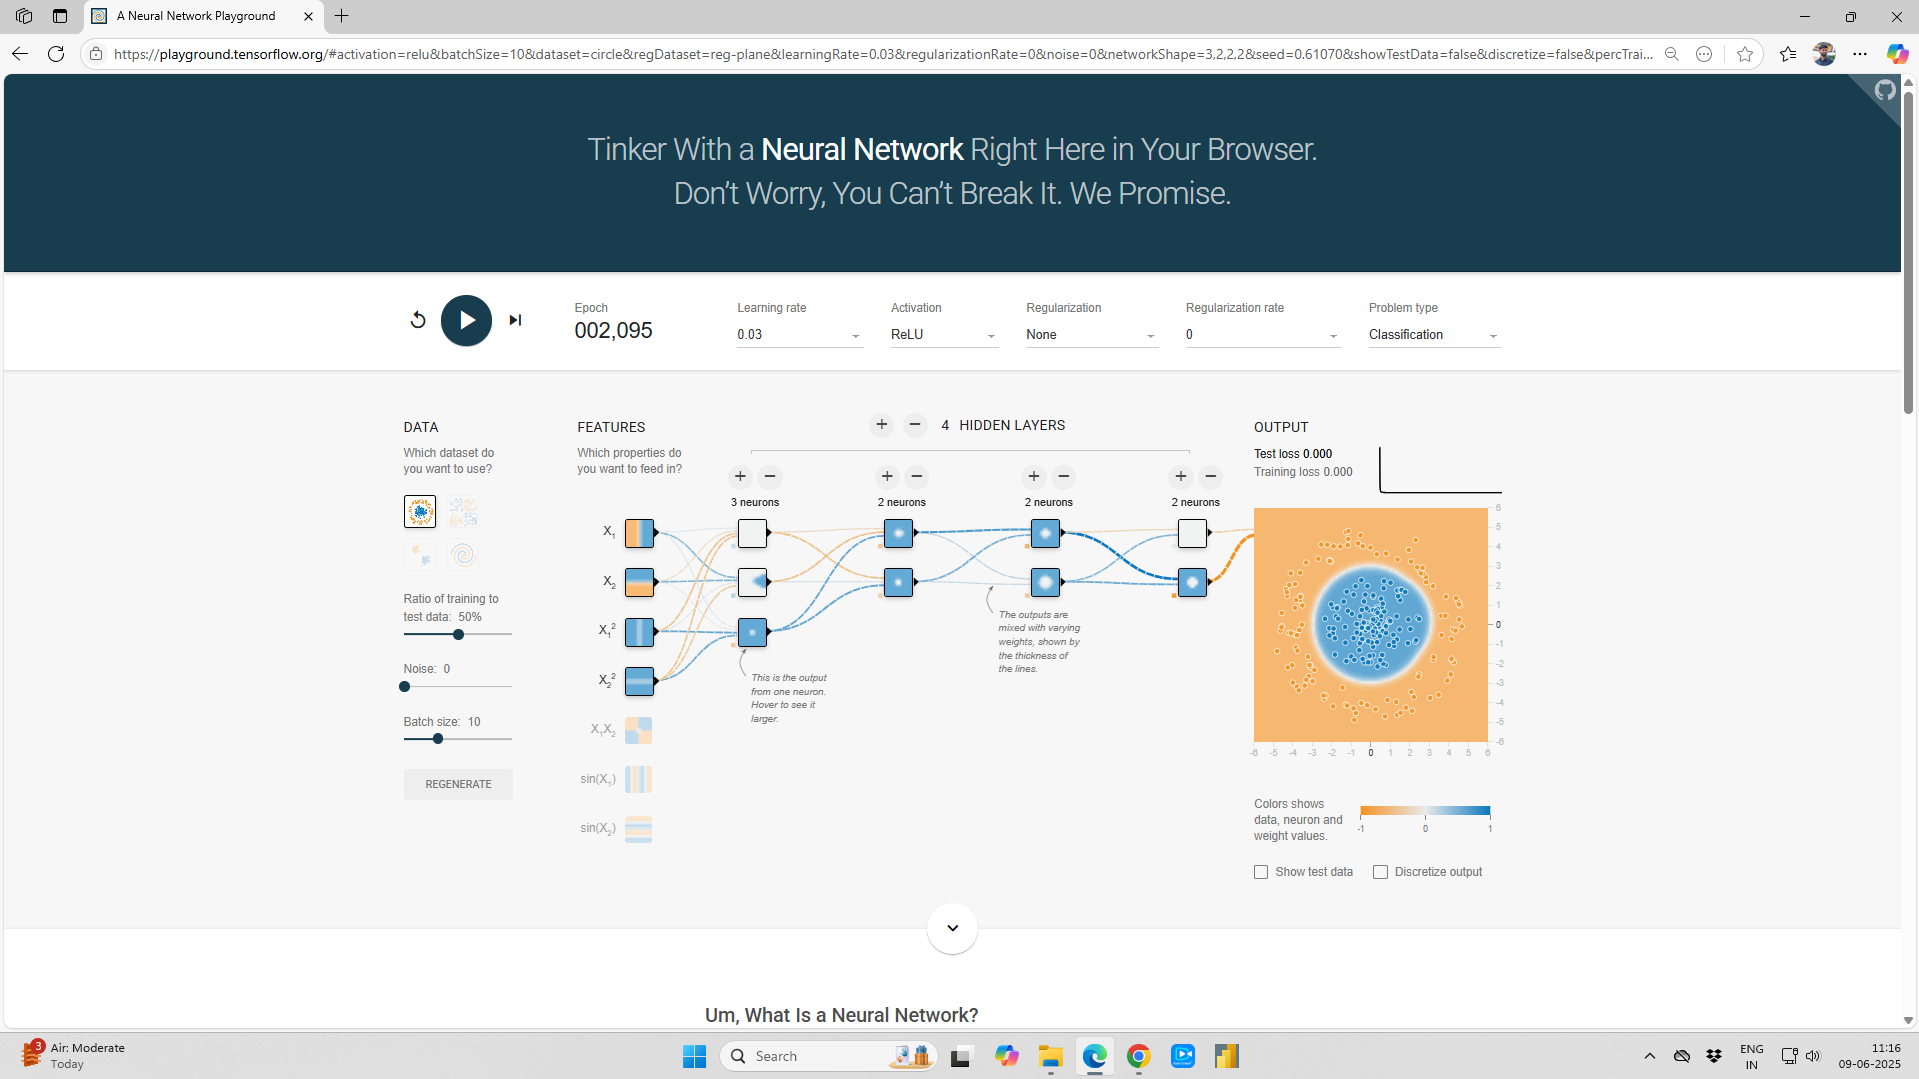 A Neural Network Playground
https://playground.tensorflow.org/#activation=relu&batchSize=10&dataset=circle&regDataset=reg-plane&learningRate=0.03&regularizationRate=0&noise=0&networkShape=3,2,2,2&seed=0.61070&showTestData=false&discretize=false&percTrai...
Tinker With a Neural Network Right Here in Your Browser.
Don't Worry, You Can't Break It. We Promise.
Epoch
002,095
Learning rate
0.03
Activation
ReLU
Regularization
None
Regularization rate
0
Problem type
Classification
DATA
Which dataset do
you want to use?
Ratio of training to
test data: 50%
Noise: 0
Batch size: 10
REGENERATE
FEATURES
Which properties do
you want to feed in?
X1
X2
X1²
X2²
X1X2
sin(X1)
sin(X2)
+ − 4 HIDDEN LAYERS
+ −
3 neurons
+ −
2 neurons
+ −
2 neurons
+ −
2 neurons
This is the output
from one neuron.
Hover to see it
larger.
The outputs are
mixed with varying
weights, shown by
the thickness of
the lines.
OUTPUT
Test loss 0.000
Training loss 0.000
6
5
4
3
2
1
0
-1
-2
-3
-4
-5
-6
-6 -5 -4 -3 -2 -1 0 1 2 3 4 5 6
Colors shows
data, neuron and
weight values.
-1 0 1
Show test data
Discretize output
Um, What Is a Neural Network?
3
Air: Moderate
Today
Search
ENG
IN
11:16
09-06-2025